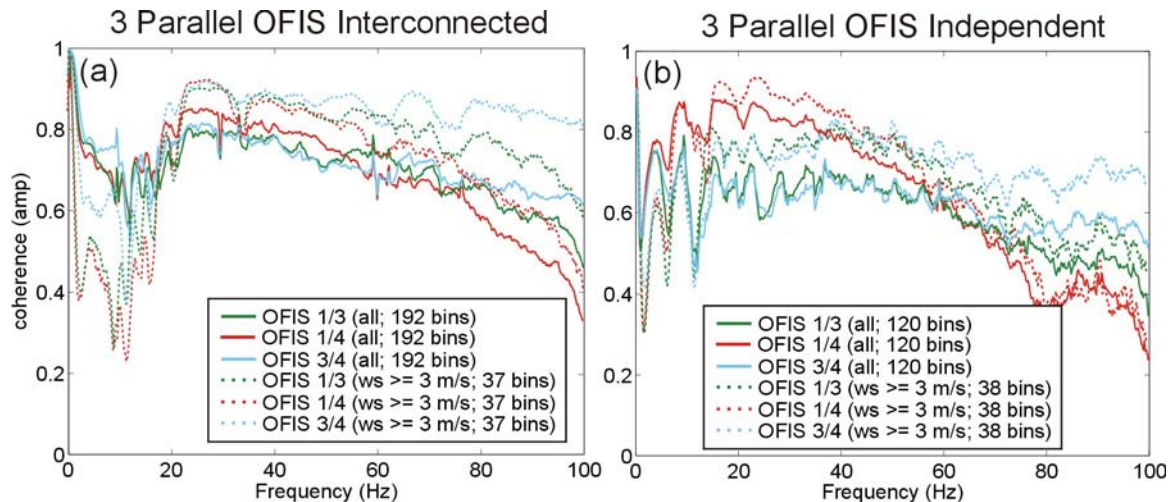 3 Parallel OFIS Interconnected
(a)
coherence (amp)
1
0.8
0.6
0.4
0.2
0
OFIS 1/3 (all; 192 bins)
OFIS 1/4 (all; 192 bins)
OFIS 3/4 (all; 192 bins)
OFIS 1/3 (ws >= 3 m/s; 37 bins)
OFIS 1/4 (ws >= 3 m/s; 37 bins)
OFIS 3/4 (ws >= 3 m/s; 37 bins)
0 20 40 60 80 100
Frequency (Hz)
3 Parallel OFIS Independent
(b)
1
0.8
0.6
0.4
0.2
0
OFIS 1/3 (all; 120 bins)
OFIS 1/4 (all; 120 bins)
OFIS 3/4 (all; 120 bins)
OFIS 1/3 (ws >= 3 m/s; 38 bins)
OFIS 1/4 (ws >= 3 m/s; 38 bins)
OFIS 3/4 (ws >= 3 m/s; 38 bins)
0 20 40 60 80 100
Frequency (Hz)